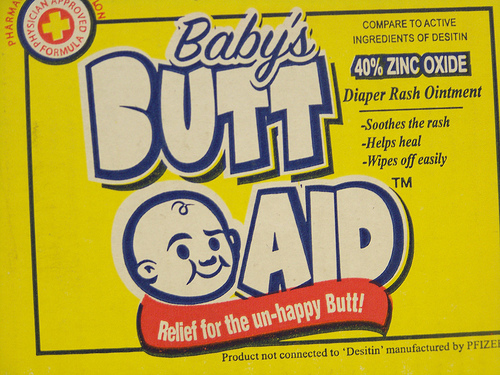 PHARMA
PHYSICIAN APPROVED
FORMULA
Baby's
BUTT
AID
Relief for the un-happy Butt!
COMPARE TO ACTIVE
INGREDIENTS OF DESITIN
40% ZINC OXIDE
Diaper Rash Ointment
-Soothes the rash
-Helps heal
-Wipes off easily
TM
Product not connected to 'Desitin' manufactured by PFIZE